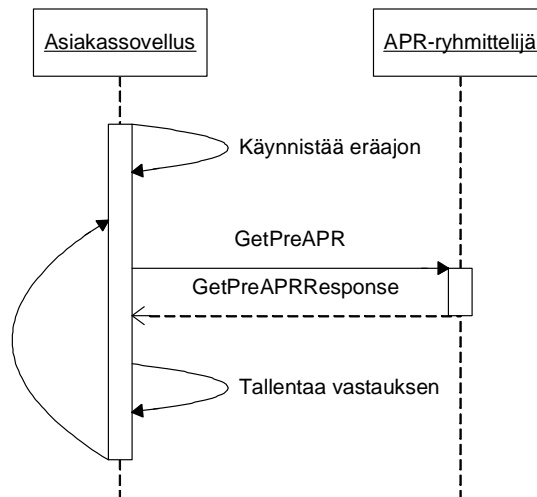 Asiakassovellus
APR-ryhmittelijä
Käynnistää eräajon
GetPreAPR
GetPreAPRResponse
Tallentaa vastauksen